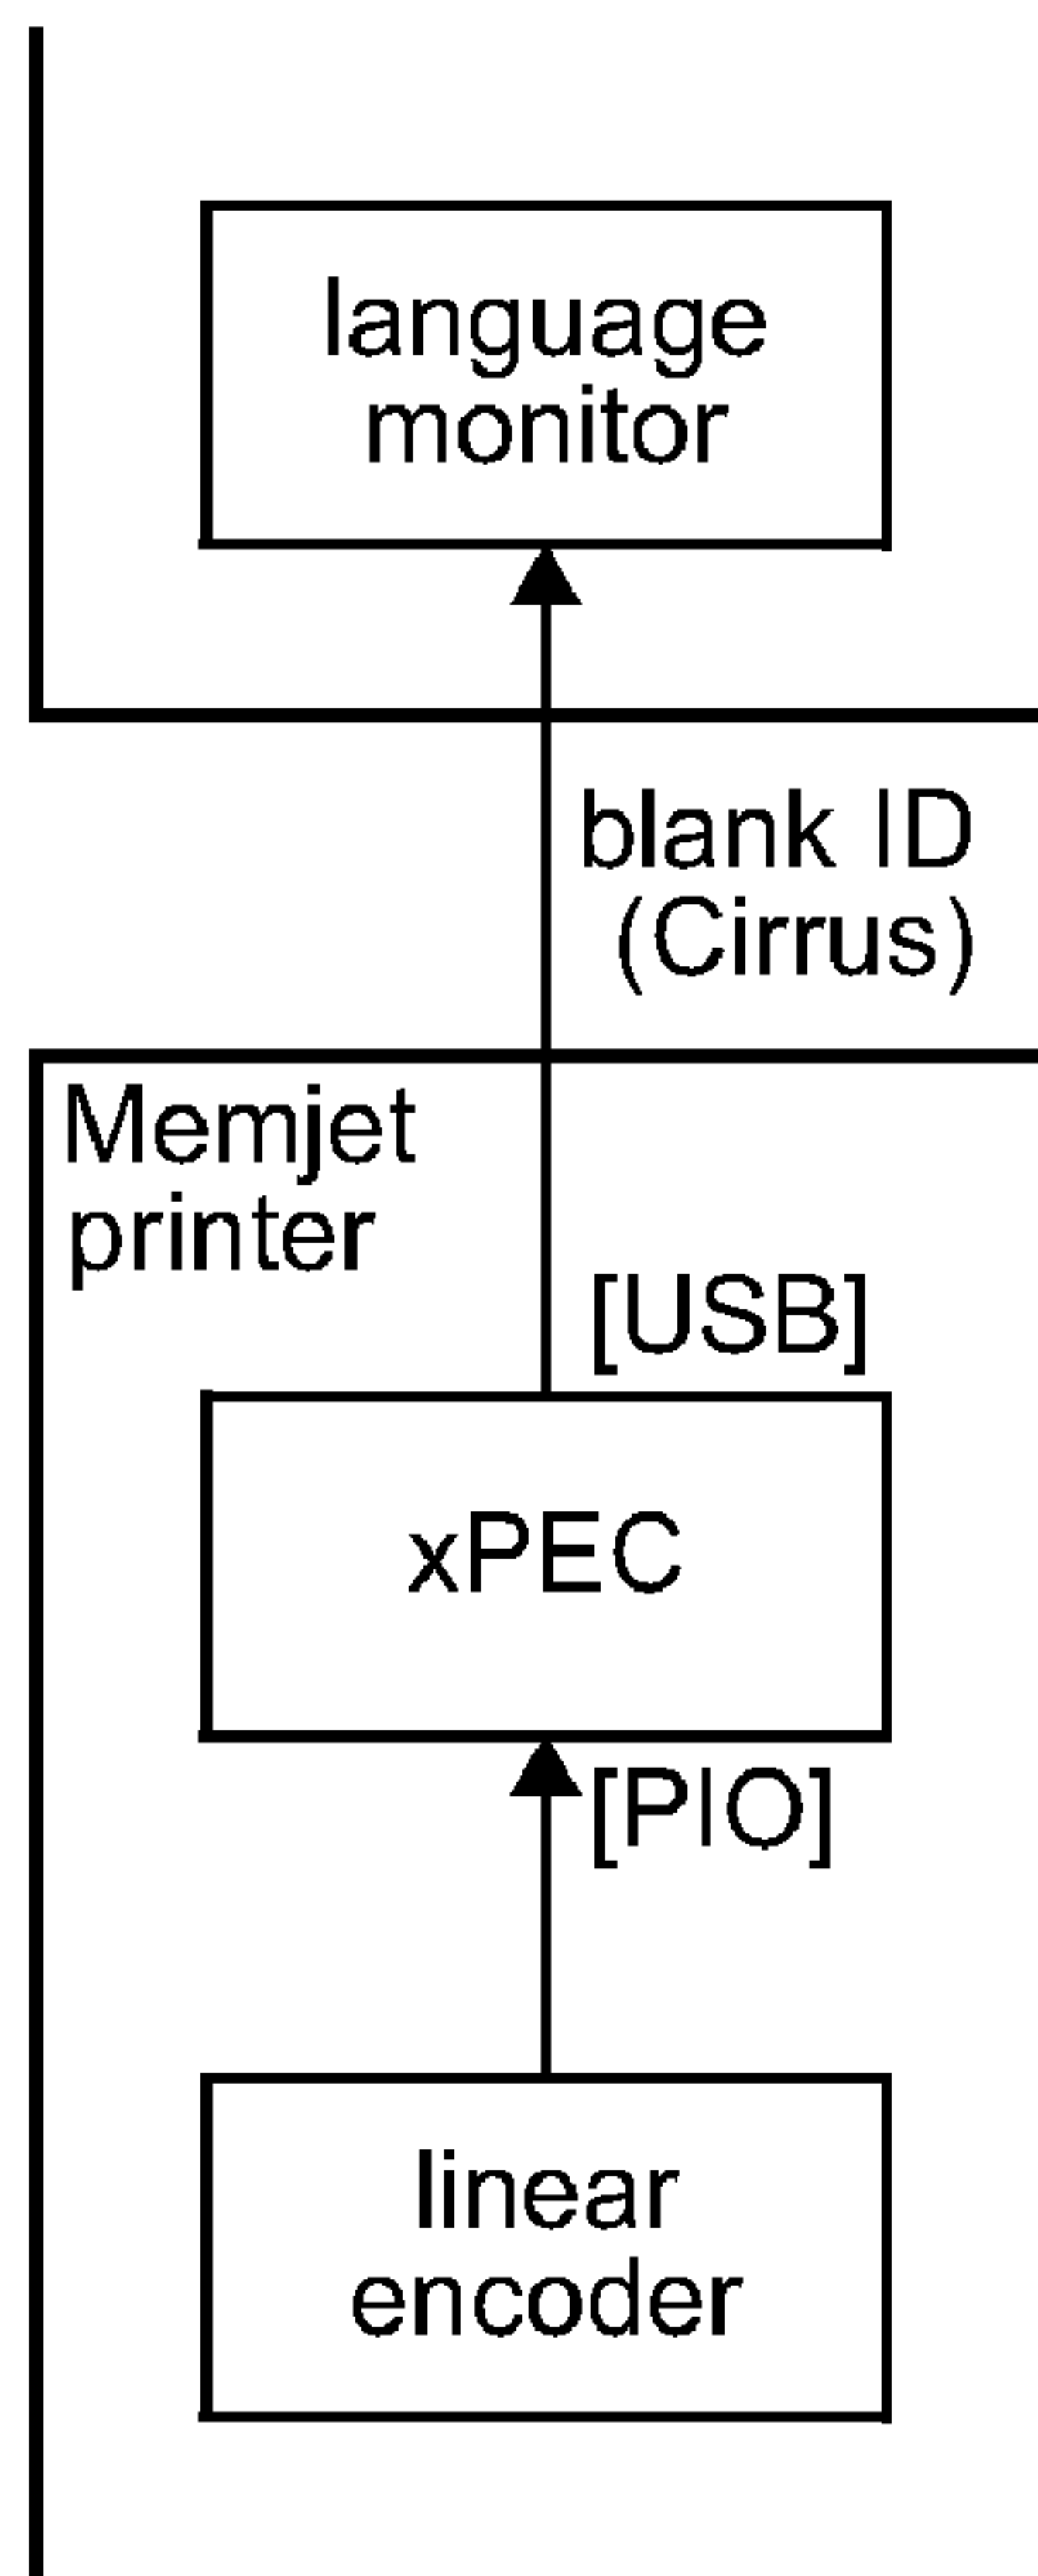 language
monitor
blank ID
(Cirrus)
Memjet
printer
[USB]
xPEC
[PIO]
linear
encoder